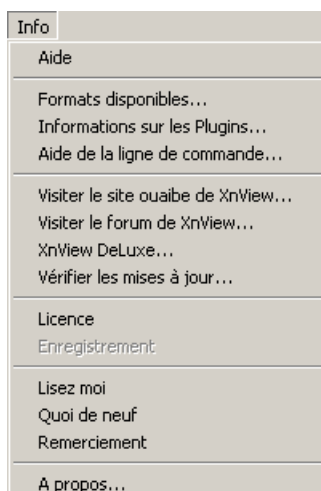 Info
Aide
Formats disponibles...
Informations sur les Plugins...
Aide de la ligne de commande...
Visiter le site ouaibe de XnView...
Visiter le forum de XnView...
XnView DeLuxe...
Vérifier les mises à jour...
Licence
Enregistrement
Lisez moi
Quoi de neuf
Remerciement
A propos...